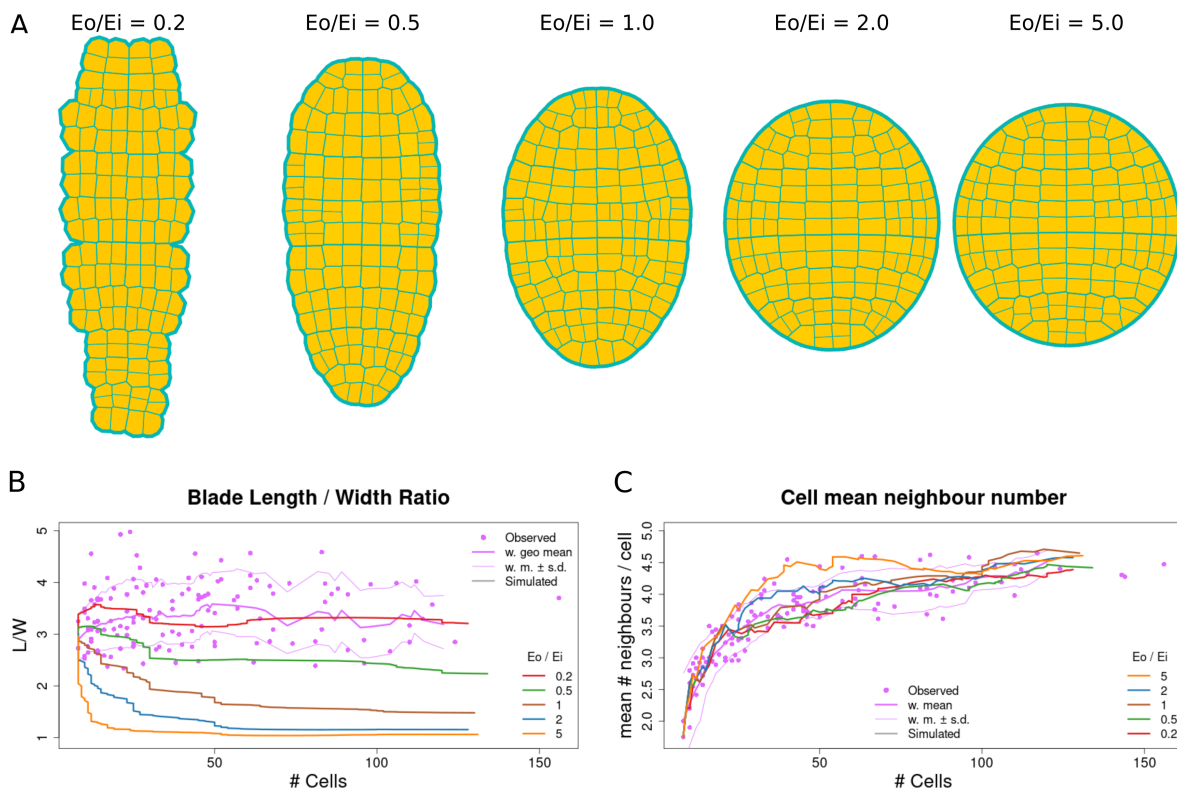 A
Eo/Ei = 0.2
Eo/Ei = 0.5
Eo/Ei = 1.0
Eo/Ei = 2.0
Eo/Ei = 5.0
B
Blade Length / Width Ratio
L/W
5
4
3
2
1
Observed
w. geo mean
w. m. ± s.d.
Simulated
Eo / Ei
0.2
0.5
1
2
5
50
100
150
# Cells
C
Cell mean neighbour number
mean # neighbours / cell
5.0
4.5
4.0
3.5
3.0
2.5
2.0
Observed
w. mean
w. m. ± s.d.
Simulated
Eo / Ei
5
2
1
0.5
0.2
50
100
150
# Cells